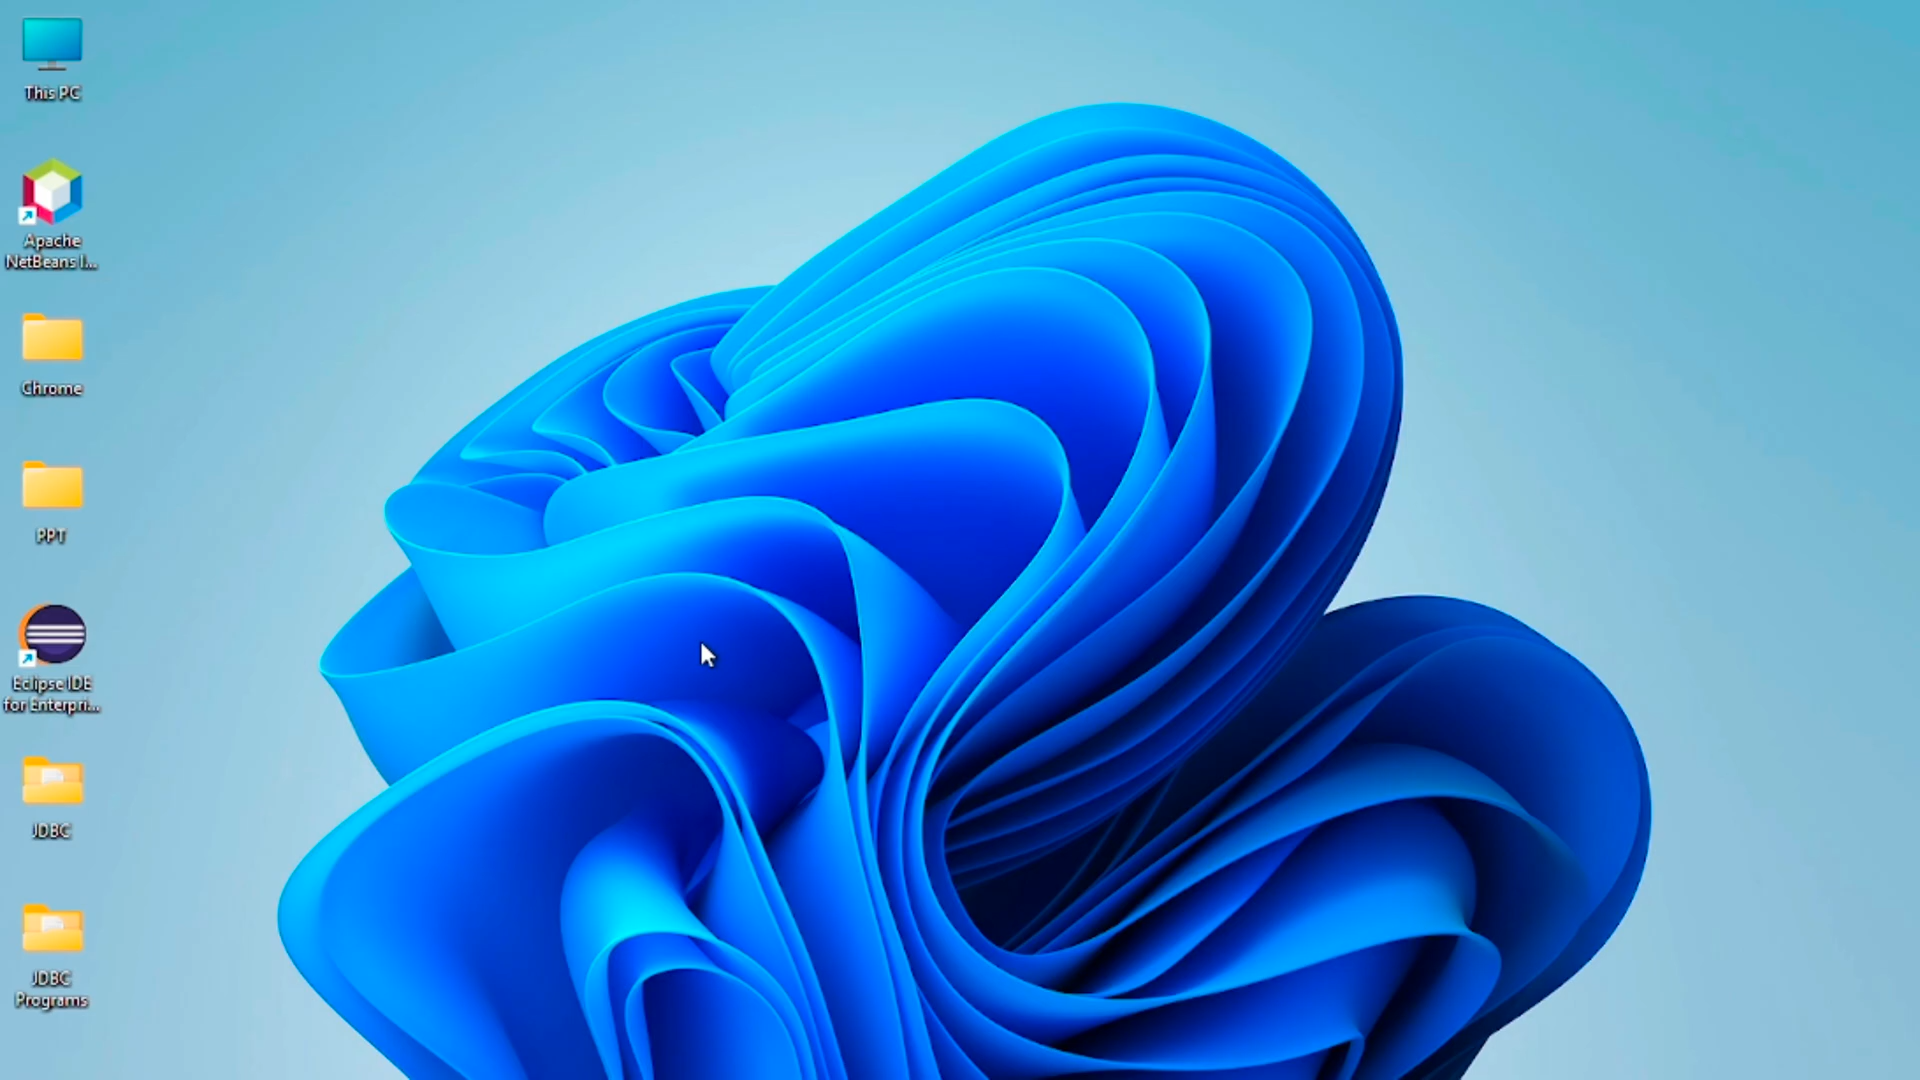 This PC
Apache
NetBeans I...
Chrome
PPT
Eclipse IDE
for Enterpri...
JDBC
JDBC
Programs